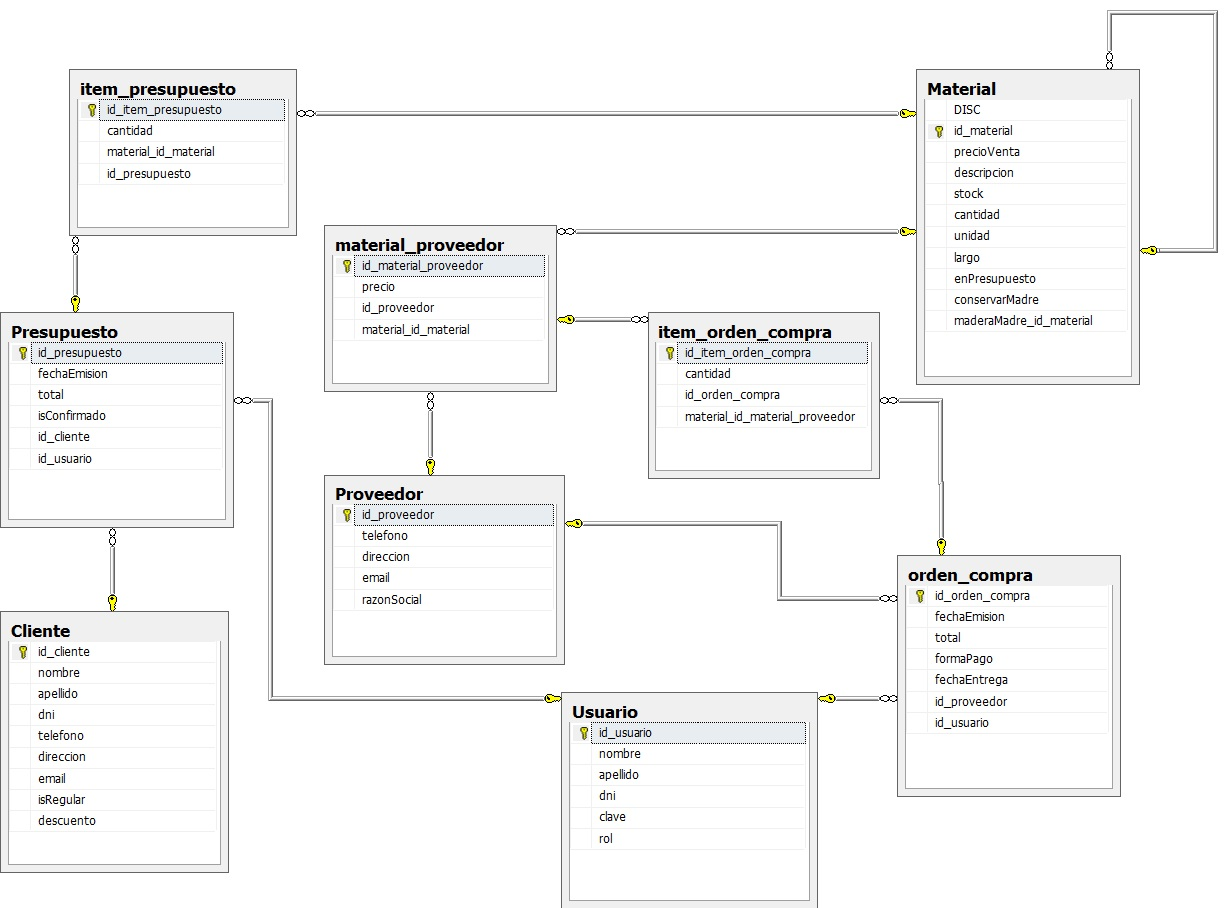 item_presupuesto
id_item_presupuesto
cantidad
material_id_material
id_presupuesto
Material
DISC
id_material
precioVenta
descripcion
stock
cantidad
unidad
largo
enPresupuesto
conservarMadre
maderaMadre_id_material
material_proveedor
id_material_proveedor
precio
id_proveedor
material_id_material
Presupuesto
id_presupuesto
fechaEmision
total
isConfirmado
id_cliente
id_usuario
item_orden_compra
id_item_orden_compra
cantidad
id_orden_compra
material_id_material_proveedor
Proveedor
id_proveedor
telefono
direccion
email
razonSocial
orden_compra
id_orden_compra
fechaEmision
total
formaPago
fechaEntrega
id_proveedor
id_usuario
Cliente
id_cliente
nombre
apellido
dni
telefono
direccion
email
isRegular
descuento
Usuario
id_usuario
nombre
apellido
dni
clave
rol